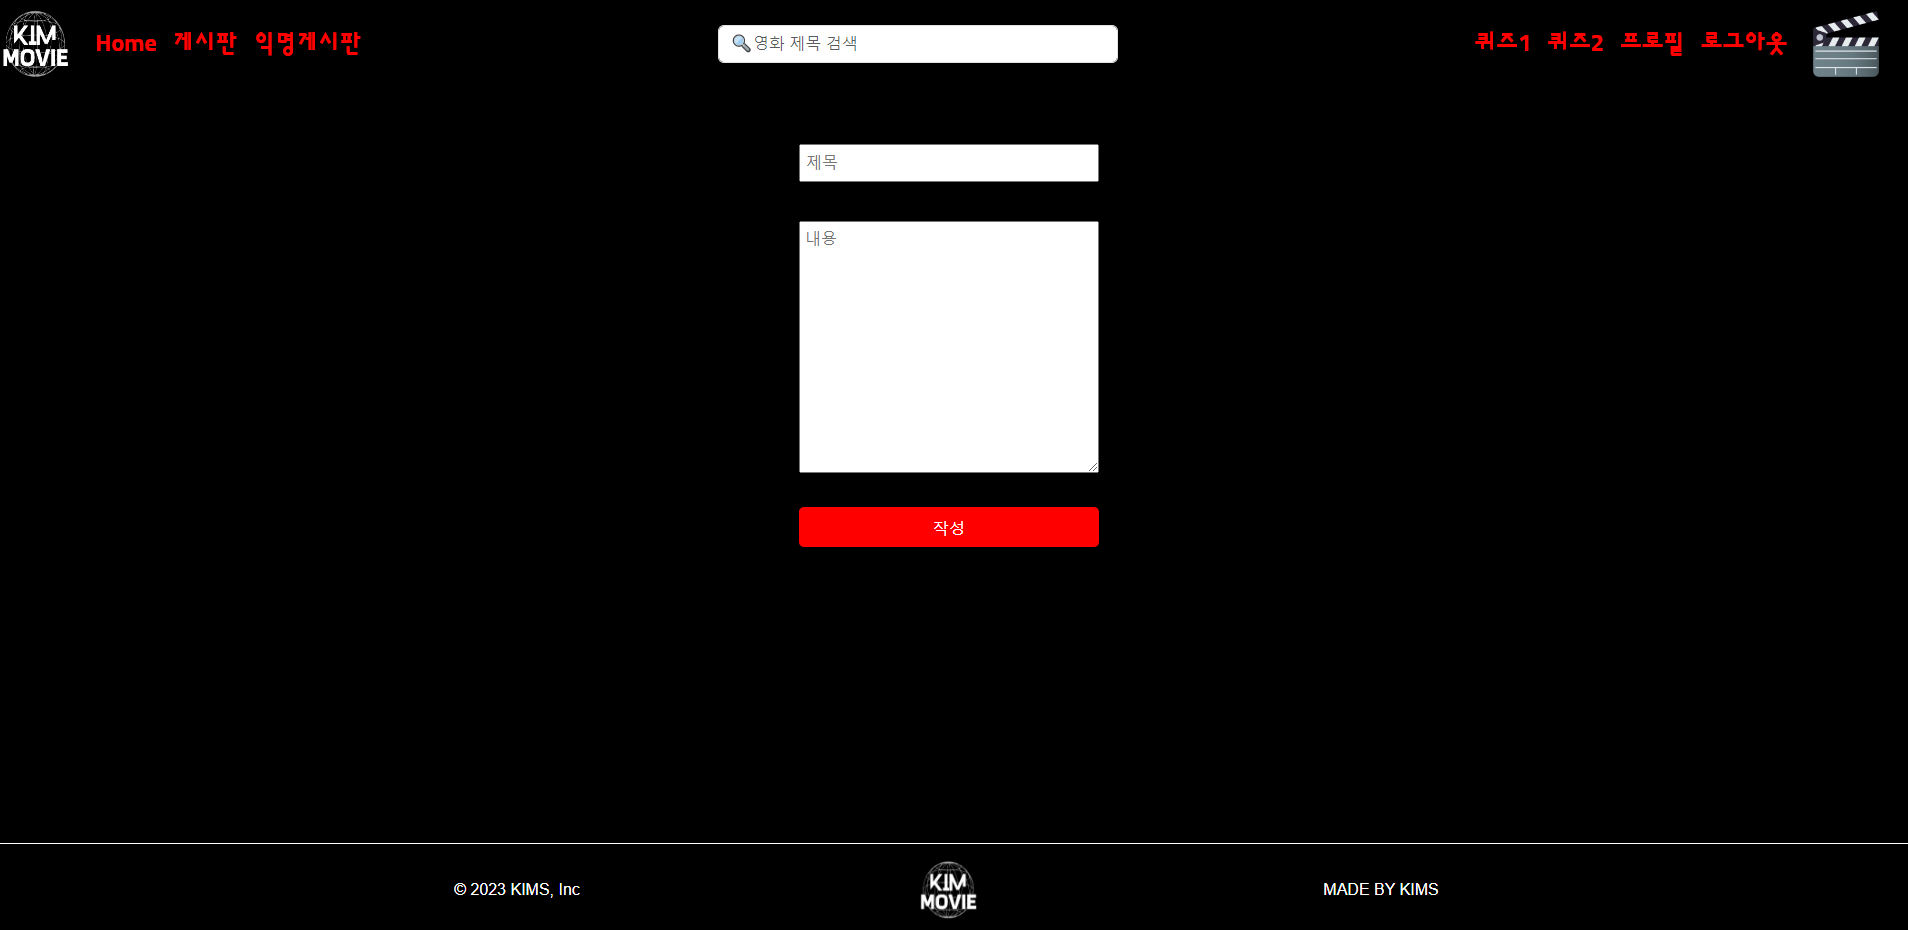 KIM
MOVIE
Home 게시판 익명게시판
영화 제목 검색
퀴즈1 퀴즈2 프로필 로그아웃
제목
내용
작성
© 2023 KIMS, Inc
KIM
MOVIE
MADE BY KIMS